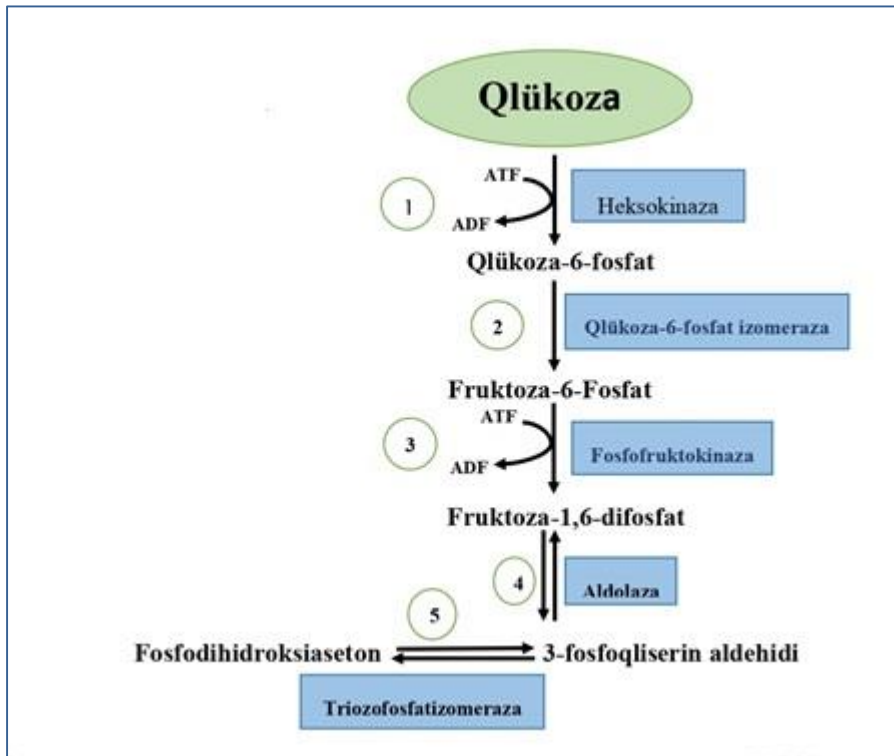 Qlükoza
ATF
1
Heksokinaza
ADF
Qlükoza-6-fosfat
2
Qlükoza-6-fosfat izomeraza
Fruktoza-6-Fosfat
ATF
3
Fosfofruktokinaza
ADF
Fruktoza-1,6-difosfat
4
Aldolaza
5
Fosfodihidroksiaseton
3-fosfoqliserin aldehidi
Triozofosfatizomeraza